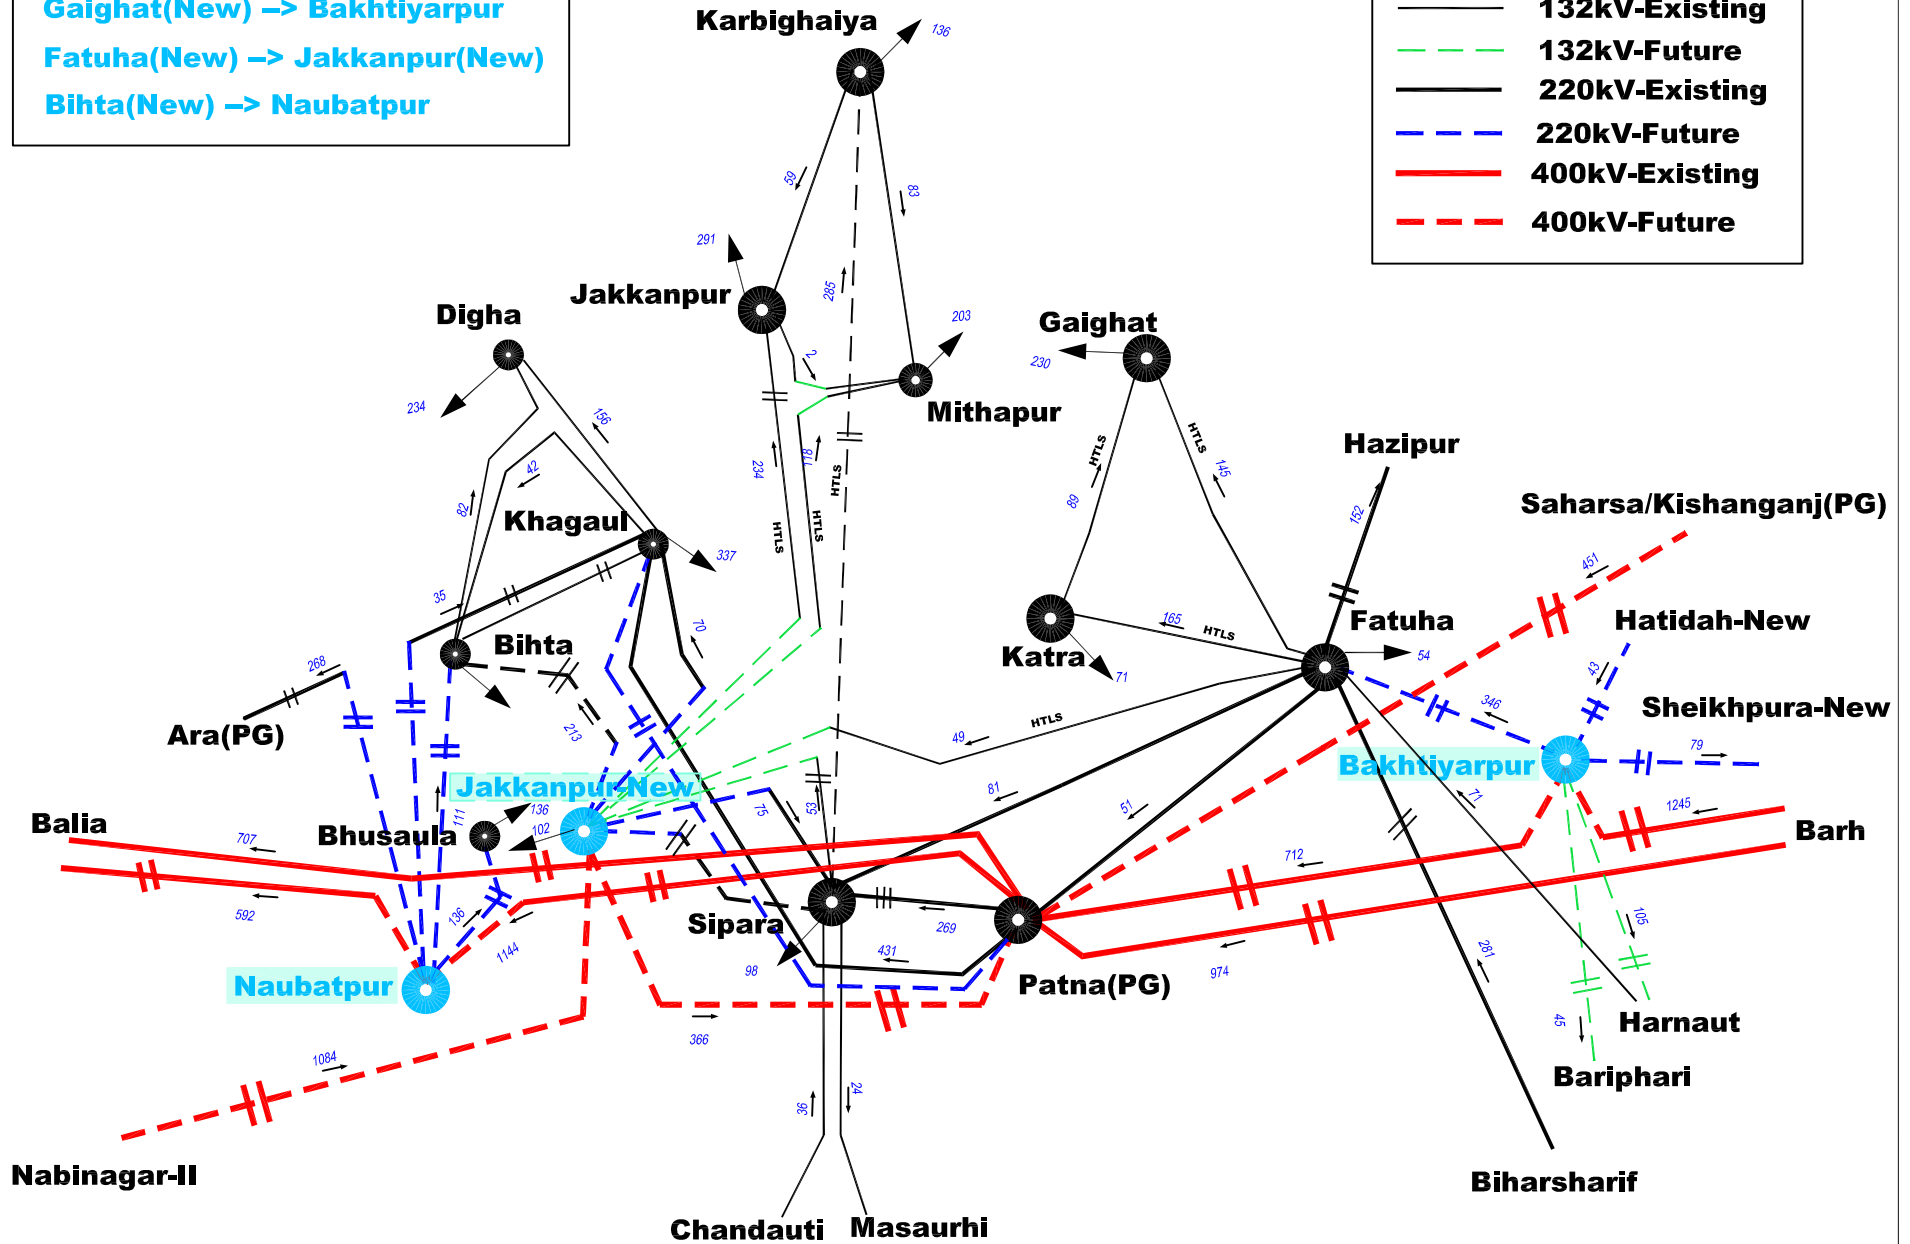 Gaighat(New) –> Bakhtiyarpur
Fatuha(New) –> Jakkanpur(New)
Bihta(New) –> Naubatpur
132kV-Existing
132kV-Future
220kV-Existing
220kV-Future
400kV-Existing
400kV-Future
Karbighaiya
136
59
83
291
285
Jakkanpur
Digha
2
203
Gaighat
230
234
156
Mithapur
42
82
234
118
HTLS
HTLS
HTLS
HTLS
HTLS
89
145
Hazipur
152
Saharsa/Kishanganj(PG)
451
Khagaul
337
35
70
Bihta
268
Ara(PG)
213
165
HTLS
Katra
71
Fatuha
54
Hatidah-New
43
346
Sheikhpura-New
79
HTLS
49
Bakhtiyarpur
Jakkanpur-New
81
75
53
51
71
1245
Barh
Balia
707
Bhusaula
111
136
102
712
592
136
1144
Sipara
98
269
431
Patna(PG)
974
281
105
Naubatpur
366
45
Harnaut
1084
Bariphari
36
24
Nabinagar-II
Biharsharif
Chandauti
Masaurhi